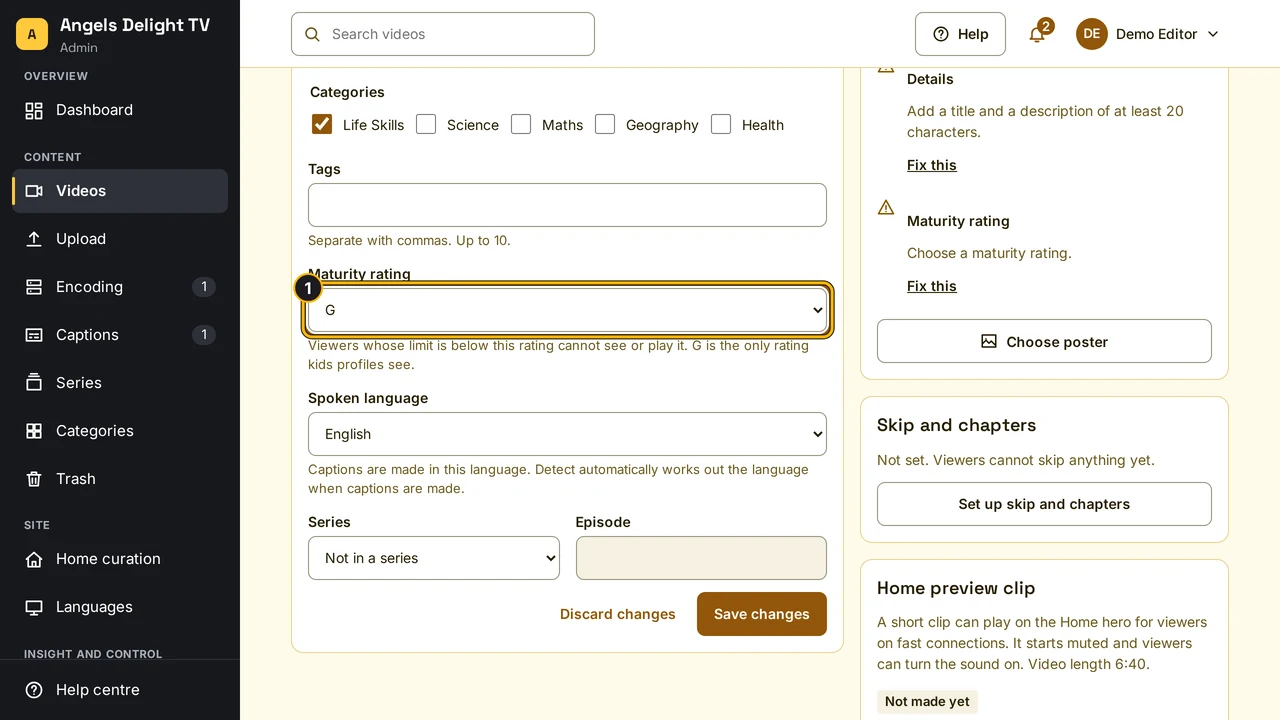 A
Angels Delight TV
Admin
OVERVIEW
Dashboard
CONTENT
Videos
Upload
Encoding 1
Captions 1
Series
Categories
Trash
SITE
Home curation
Languages
INSIGHT AND CONTROL
Help centre
Search videos
Help
2
DE
Demo Editor
Categories
Life Skills Science Maths Geography Health
Tags
Separate with commas. Up to 10.
Maturity rating
1
G
Viewers whose limit is below this rating cannot see or play it. G is the only rating
kids profiles see.
Spoken language
English
Captions are made in this language. Detect automatically works out the language
when captions are made.
Series Episode
Not in a series
Discard changes Save changes
Details
Add a title and a description of at least 20
characters.
Fix this
Maturity rating
Choose a maturity rating.
Fix this
Choose poster
Skip and chapters
Not set. Viewers cannot skip anything yet.
Set up skip and chapters
Home preview clip
A short clip can play on the Home hero for viewers
on fast connections. It starts muted and viewers
can turn the sound on. Video length 6:40.
Not made yet